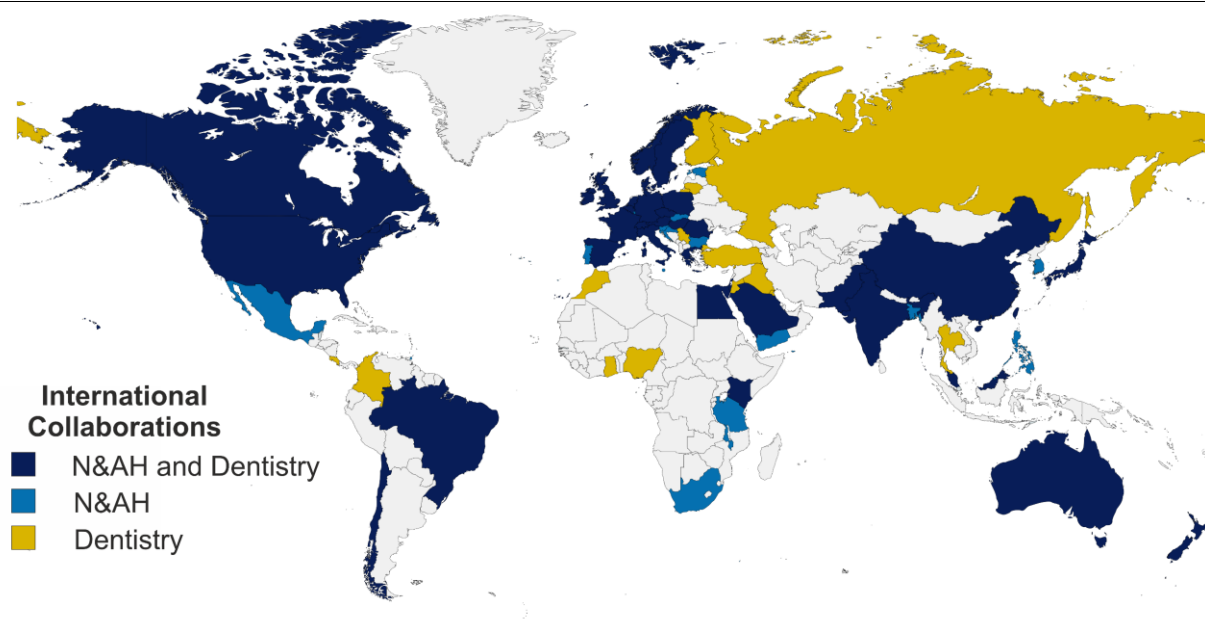 International
Collaborations
N&AH and Dentistry
N&AH
Dentistry